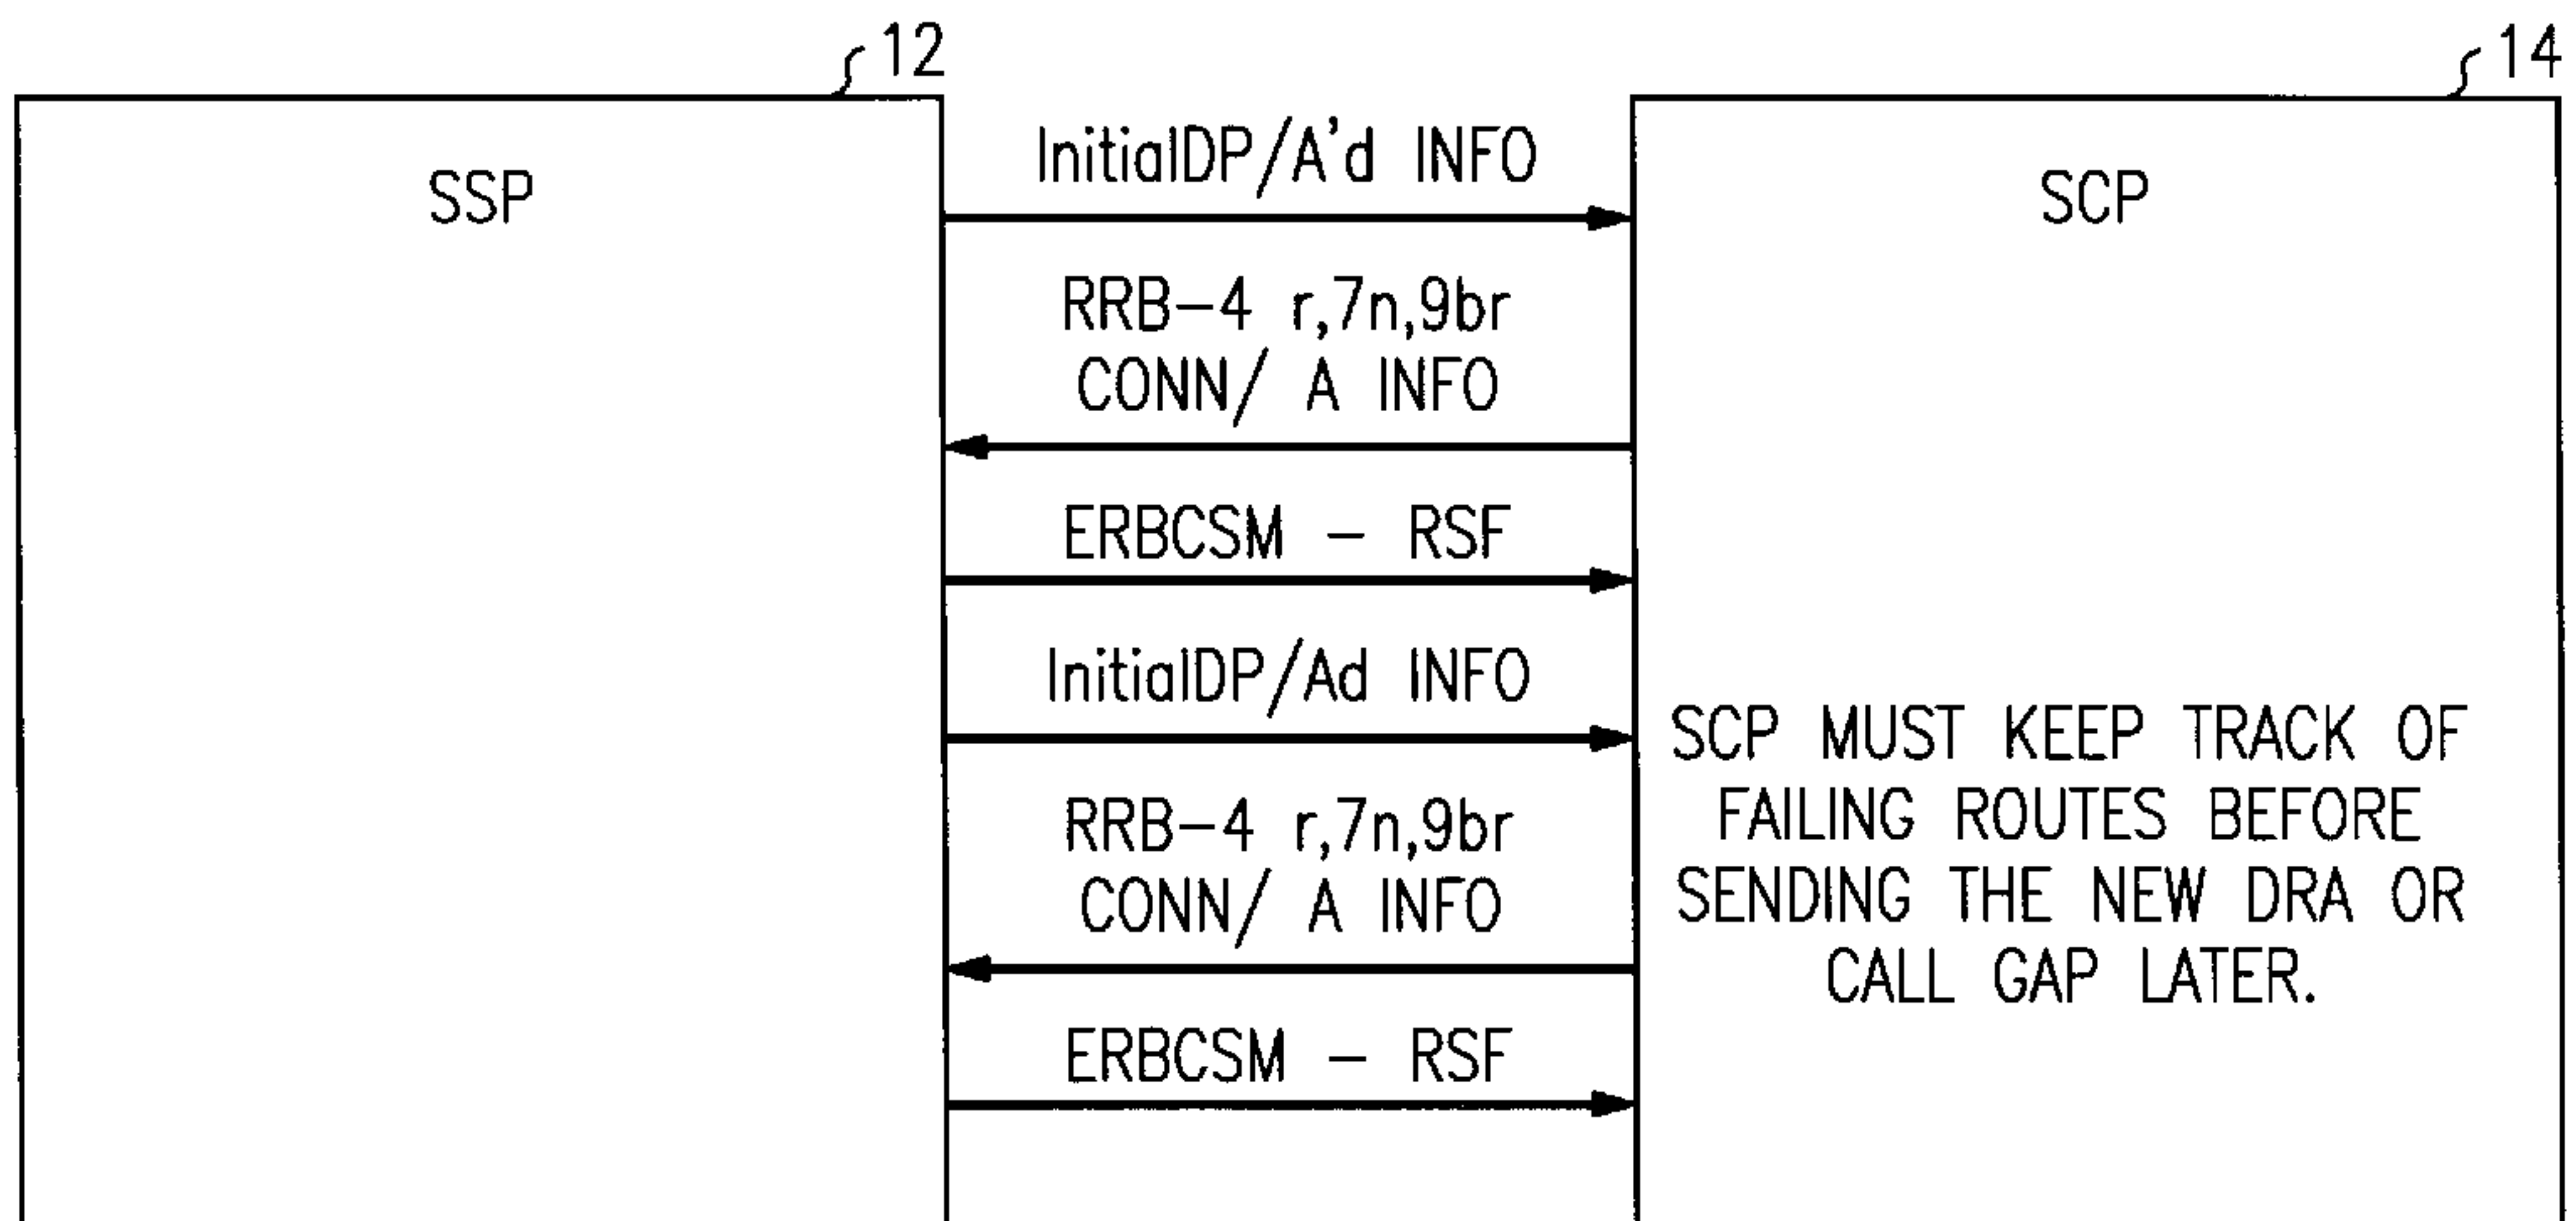 12
14
SSP
InitialDP/A'd INFO
SCP
RRB-4 r,7n,9br
CONN/ A INFO
ERBCSM - RSF
InitialDP/Ad INFO
RRB-4 r,7n,9br
CONN/ A INFO
ERBCSM - RSF
SCP MUST KEEP TRACK OF
FAILING ROUTES BEFORE
SENDING THE NEW DRA OR
CALL GAP LATER.